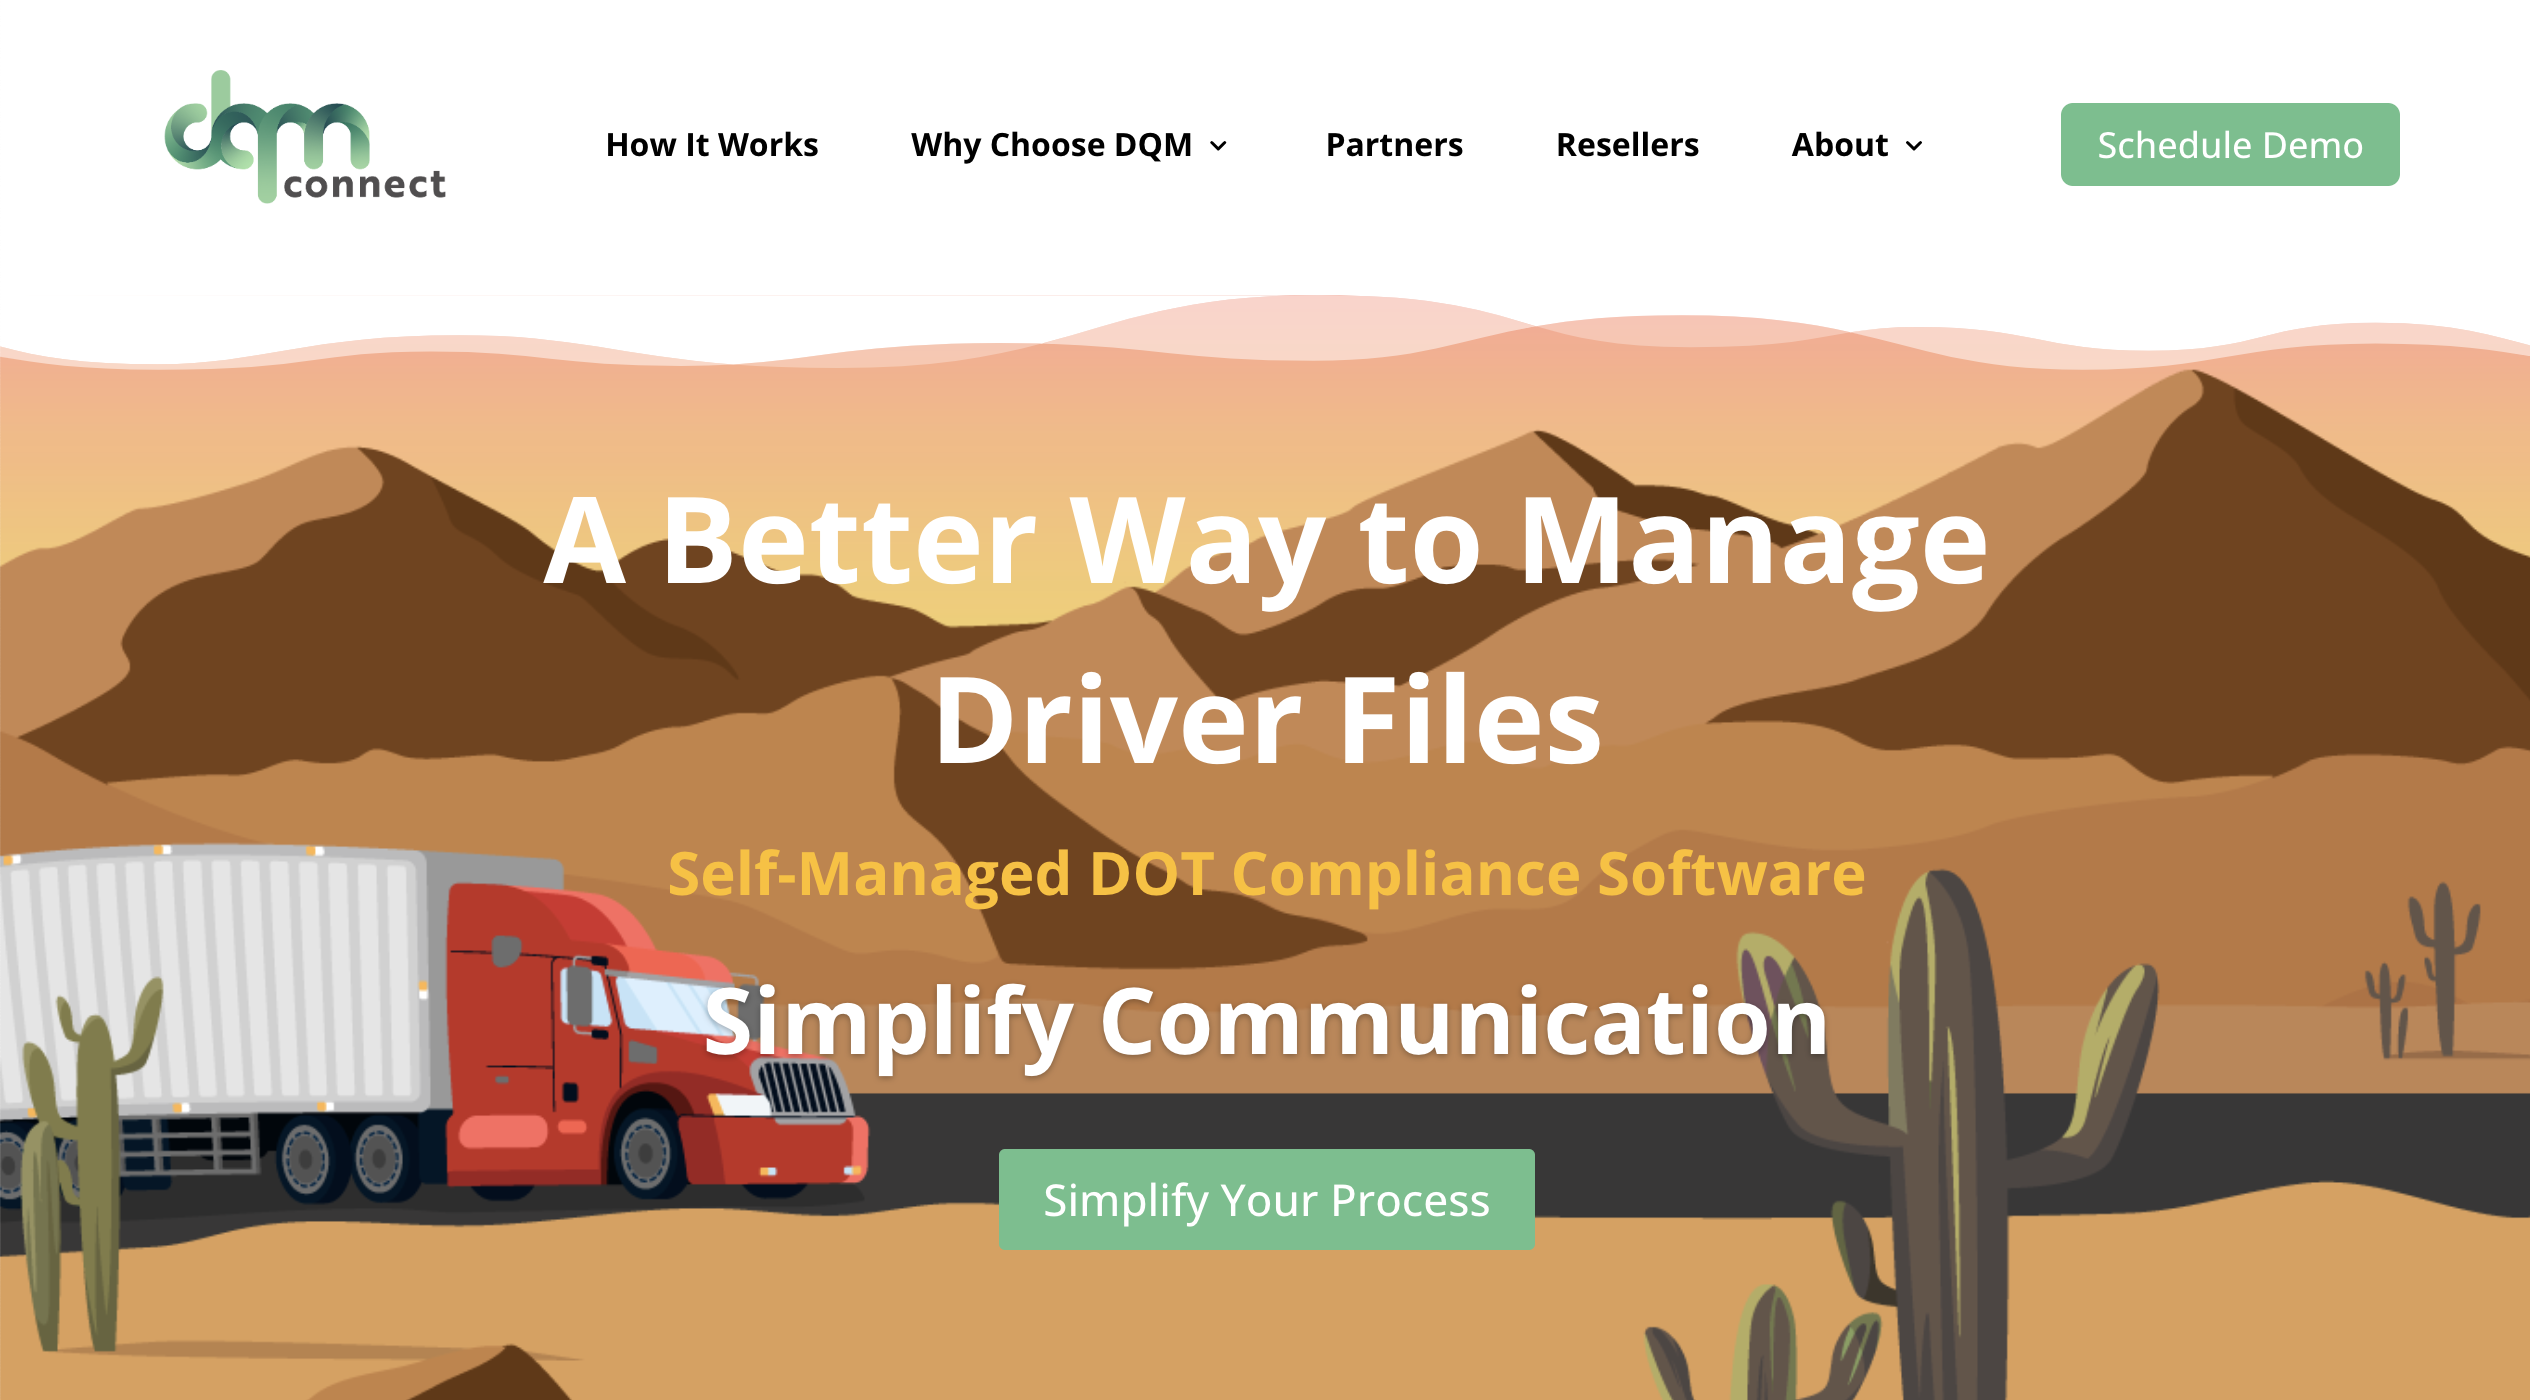 dqm
connect
How It Works
Why Choose DQM
Partners
Resellers
About
Schedule Demo
A Better Way to Manage
Driver Files
Self-Managed DOT Compliance Software
Simplify Communication
Simplify Your Process